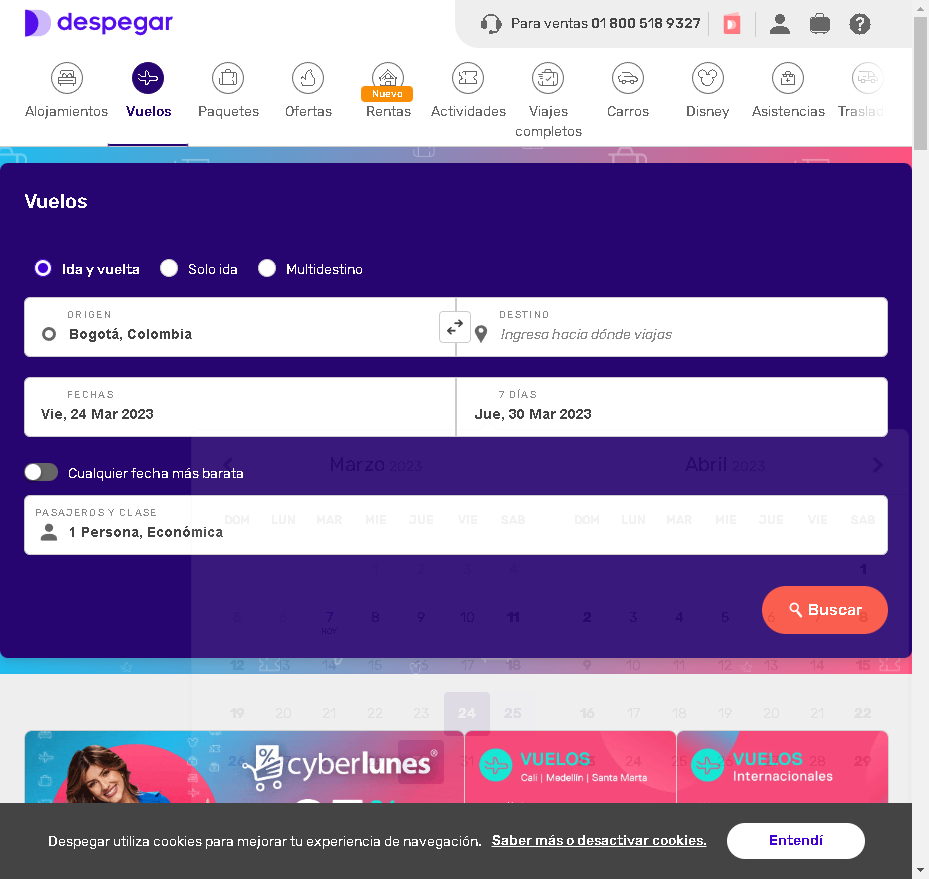 despegar
Para ventas 01 800 518 9327
Alojamientos
Vuelos
Paquetes
Ofertas
Nuevo
Rentas
Actividades
Viajes
completos
Carros
Disney
Asistencias
Traslad
Vuelos
Ida y vuelta
Solo ida
Multidestino
ORIGEN
Bogotá, Colombia
DESTINO
Ingresa hacia dónde viajas
FECHAS
Vie, 24 Mar 2023
7 DÍAS
Jue, 30 Mar 2023
Cualquier fecha más barata
Marzo 2023
Abril 2023
PASAJEROS Y CLASE
1 Persona, Económica
DOM LUN MAR MIE JUE VIE SAB
DOM LUN MAR MIE JUE VIE SAB
1 2 3 4
1
5 6 7 8 9 10 11
HOY
2 3 4 5 6 7 8
Buscar
12 13 14 15 16 17 18
9 10 11 12 13 14 15
19 20 21 22 23 24 25
16 17 18 19 20 21 22
26
31
23 24 25 26 27 28 29
cyberlunes®
VUELOS
Cali | Medellín | Santa Marta
VUELOS
Internacionales
Despegar utiliza cookies para mejorar tu experiencia de navegación. Saber más o desactivar cookies.
Entendí